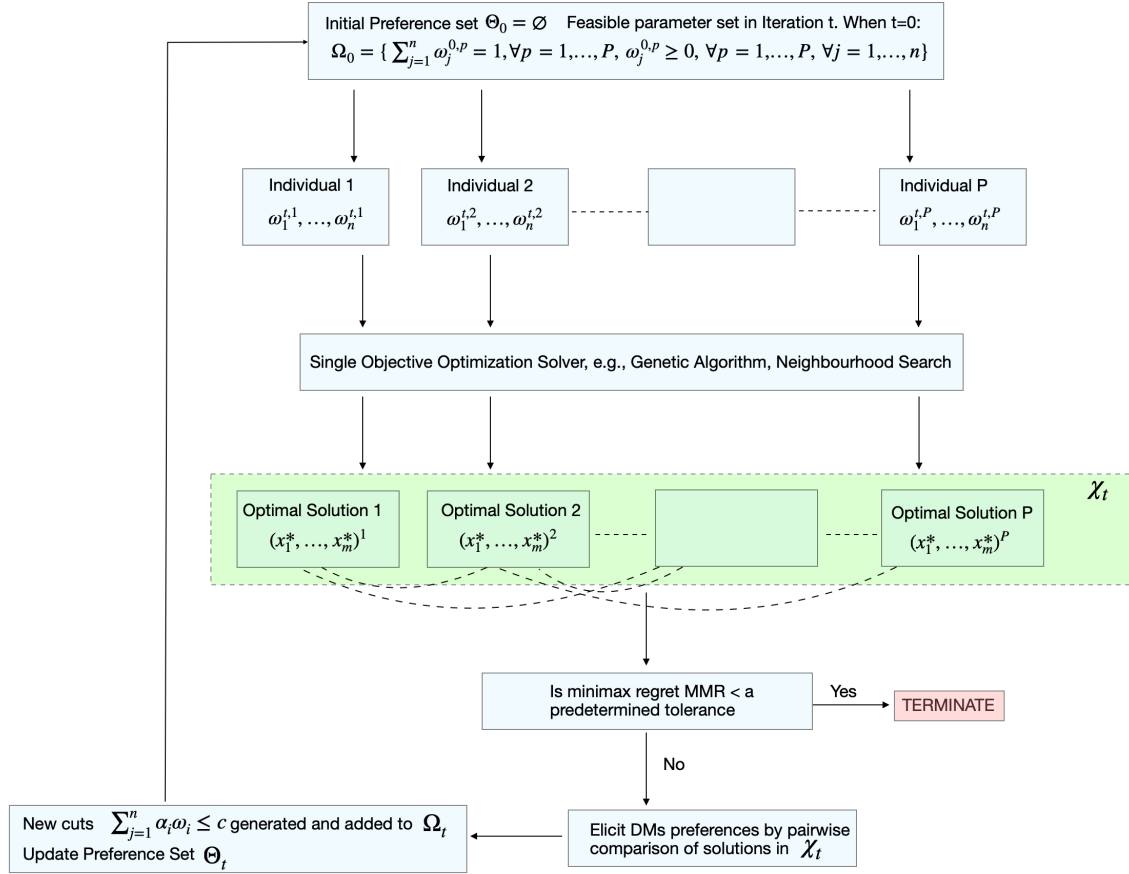 Initial Preference set Θ₀ = ∅ Feasible parameter set in Iteration t. When t=0:
Ω₀ = { ∑ⁿⱼ₌₁ ωⱼ^{0,p} = 1, ∀p = 1,…, P, ωⱼ^{0,p} ≥ 0, ∀p = 1,…, P, ∀j = 1,…, n}
Individual 1
ω₁^{t,1}, …, ωₙ^{t,1}
Individual 2
ω₁^{t,2}, …, ωₙ^{t,2}
Individual P
ω₁^{t,P}, …, ωₙ^{t,P}
Single Objective Optimization Solver, e.g., Genetic Algorithm, Neighbourhood Search
χₜ
Optimal Solution 1
(x₁*, …, xₘ*)¹
Optimal Solution 2
(x₁*, …, xₘ*)²
Optimal Solution P
(x₁*, …, xₘ*)ᴾ
Is minimax regret MMR < a
predetermined tolerance
Yes
TERMINATE
No
Elicit DMs preferences by pairwise
comparison of solutions in χₜ
New cuts ∑ⁿⱼ₌₁ αᵢωᵢ ≤ c generated and added to Ωₜ
Update Preference Set Θₜ